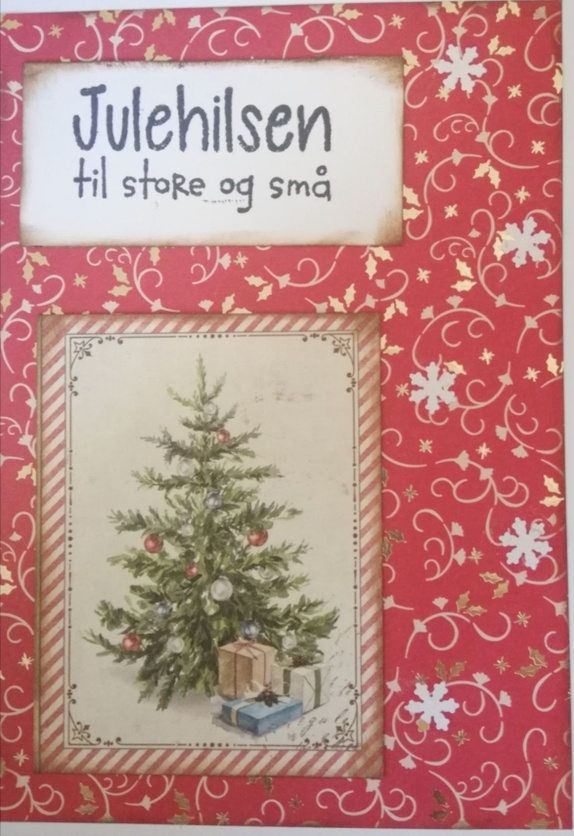 Julehilsen
til store og små